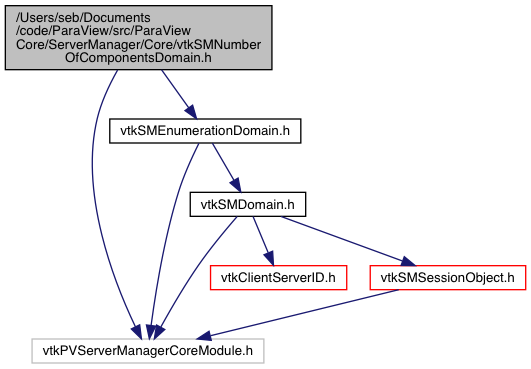 /Users/seb/Documents
/code/ParaView/src/ParaView
Core/ServerManager/Core/vtkSMNumber
OfComponentsDomain.h
vtkSMEnumerationDomain.h
vtkSMDomain.h
vtkClientServerID.h
vtkSMSessionObject.h
vtkPVServerManagerCoreModule.h